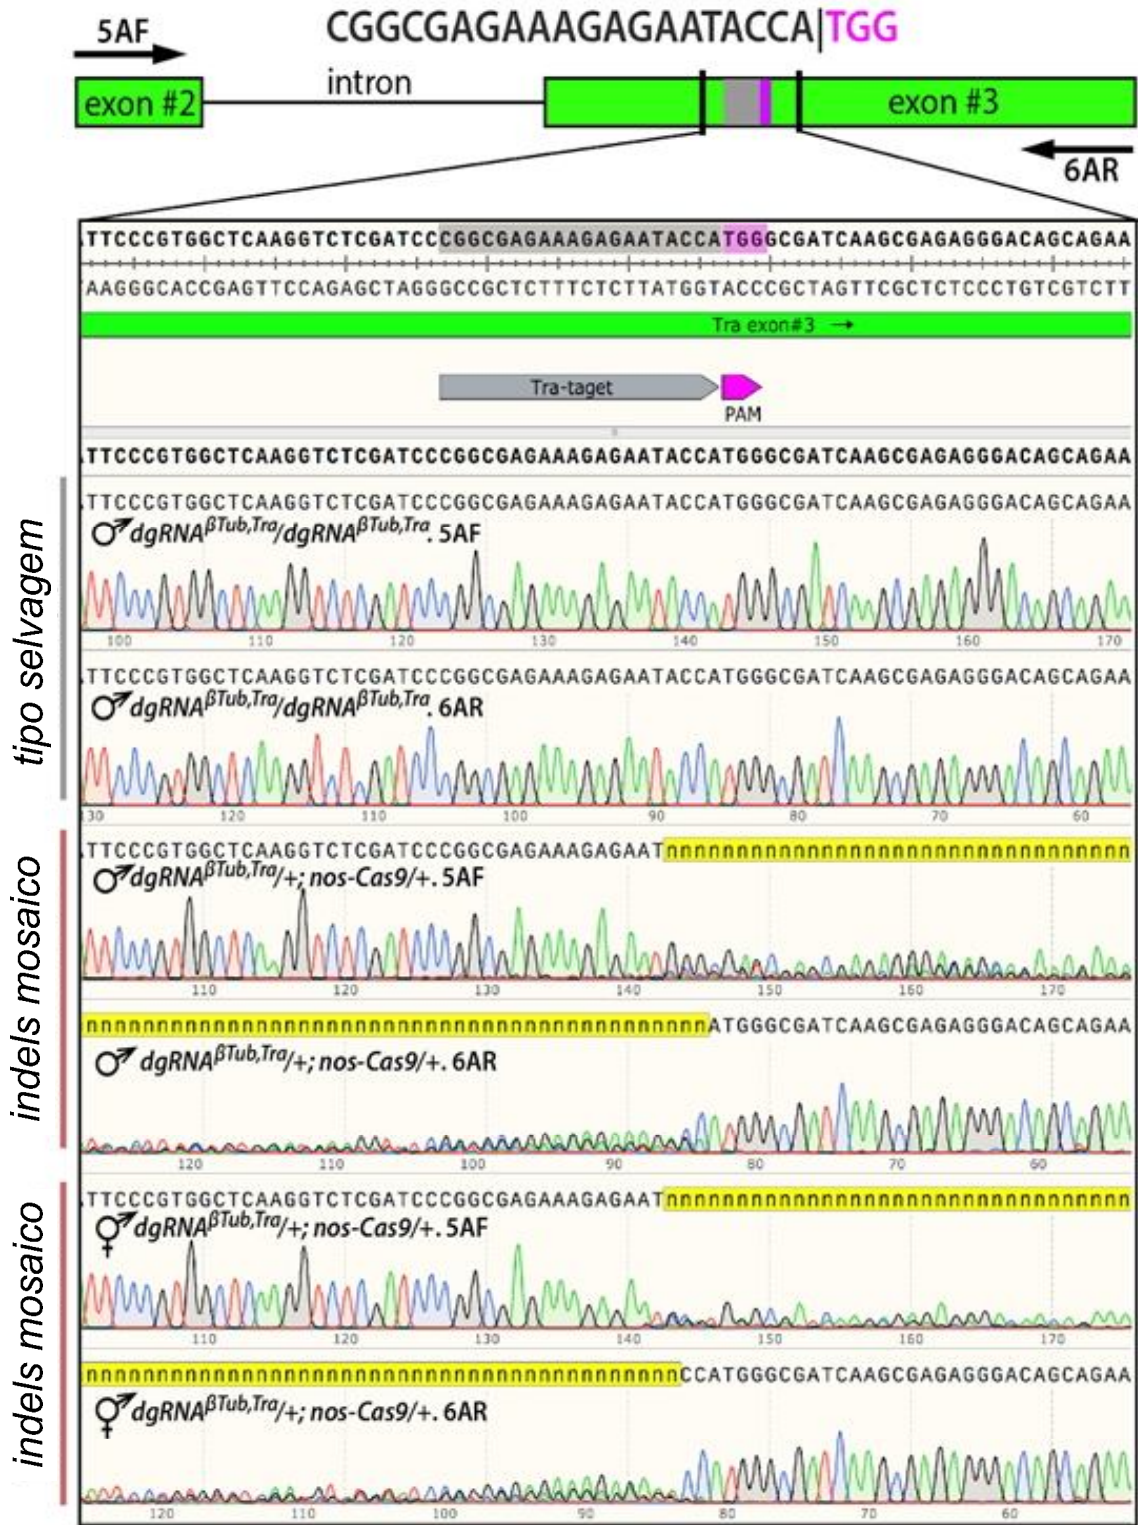 CGGCGAGAAAGAGAATACCA|TGG
5AF
exon #2
intron
exon #3
6AR
TTCCCGTGGCTCAAGGTCTCGATCCCGGCGAGAAAGAGAATACCATGGGCGATCAAGCGAGAGGGACAGCAGAA
AAGGGCACCGAGTTCCAGAGCTAGGGCCGCTCTTTCTCTTATGGTACCCGCTAGTTCGCTCTCCCTGTCGTCTT
Tra exon#3 →
Tra-taget
PAM
TTCCCGTGGCTCAAGGTCTCGATCCCGGCGAGAAAGAGAATACCATGGGCGATCAAGCGAGAGGGACAGCAGAA
tipo selvagem
TTCCCGTGGCTCAAGGTCTCGATCCCGGCGAGAAAGAGAATACCATGGGCGATCAAGCGAGAGGGACAGCAGAA
♂dgRNAβTub,Tra/dgRNAβTub,Tra. 5AF
100 110 120 130 140 150 160 170
TTCCCGTGGCTCAAGGTCTCGATCCCGGCGAGAAAGAGAATACCATGGGCGATCAAGCGAGAGGGACAGCAGAA
♂dgRNAβTub,Tra/dgRNAβTub,Tra. 6AR
130 120 110 100 90 80 70 60
indels mosaico
TTCCCGTGGCTCAAGGTCTCGATCCCGGCGAGAAAGAGAATnnnnnnnnnnnnnnnnnnnnnnnnnnnnnnnnn
♂dgRNAβTub,Tra/+; nos-Cas9/+. 5AF
110 120 130 140 150 160 170
nnnnnnnnnnnnnnnnnnnnnnnnnnnnnnnnnnnnnnnnnnnnATGGGCGATCAAGCGAGAGGGACAGCAGAA
♂ dgRNAβTub,Tra/+; nos-Cas9/+. 6AR
120 110 100 90 80 70 60
indels mosaico
TTCCCGTGGCTCAAGGTCTCGATCCCGGCGAGAAAGAGAATnnnnnnnnnnnnnnnnnnnnnnnnnnnnnnnnn
⚥dgRNAβTub,Tra/+; nos-Cas9/+. 5AF
110 120 130 140 150 160 170
nnnnnnnnnnnnnnnnnnnnnnnnnnnnnnnnnnnnnnnnnnCCATGGGCGATCAAGCGAGAGGGACAGCAGAA
⚥dgRNAβTub,Tra/+; nos-Cas9/+. 6AR
120 110 100 90 80 70 60